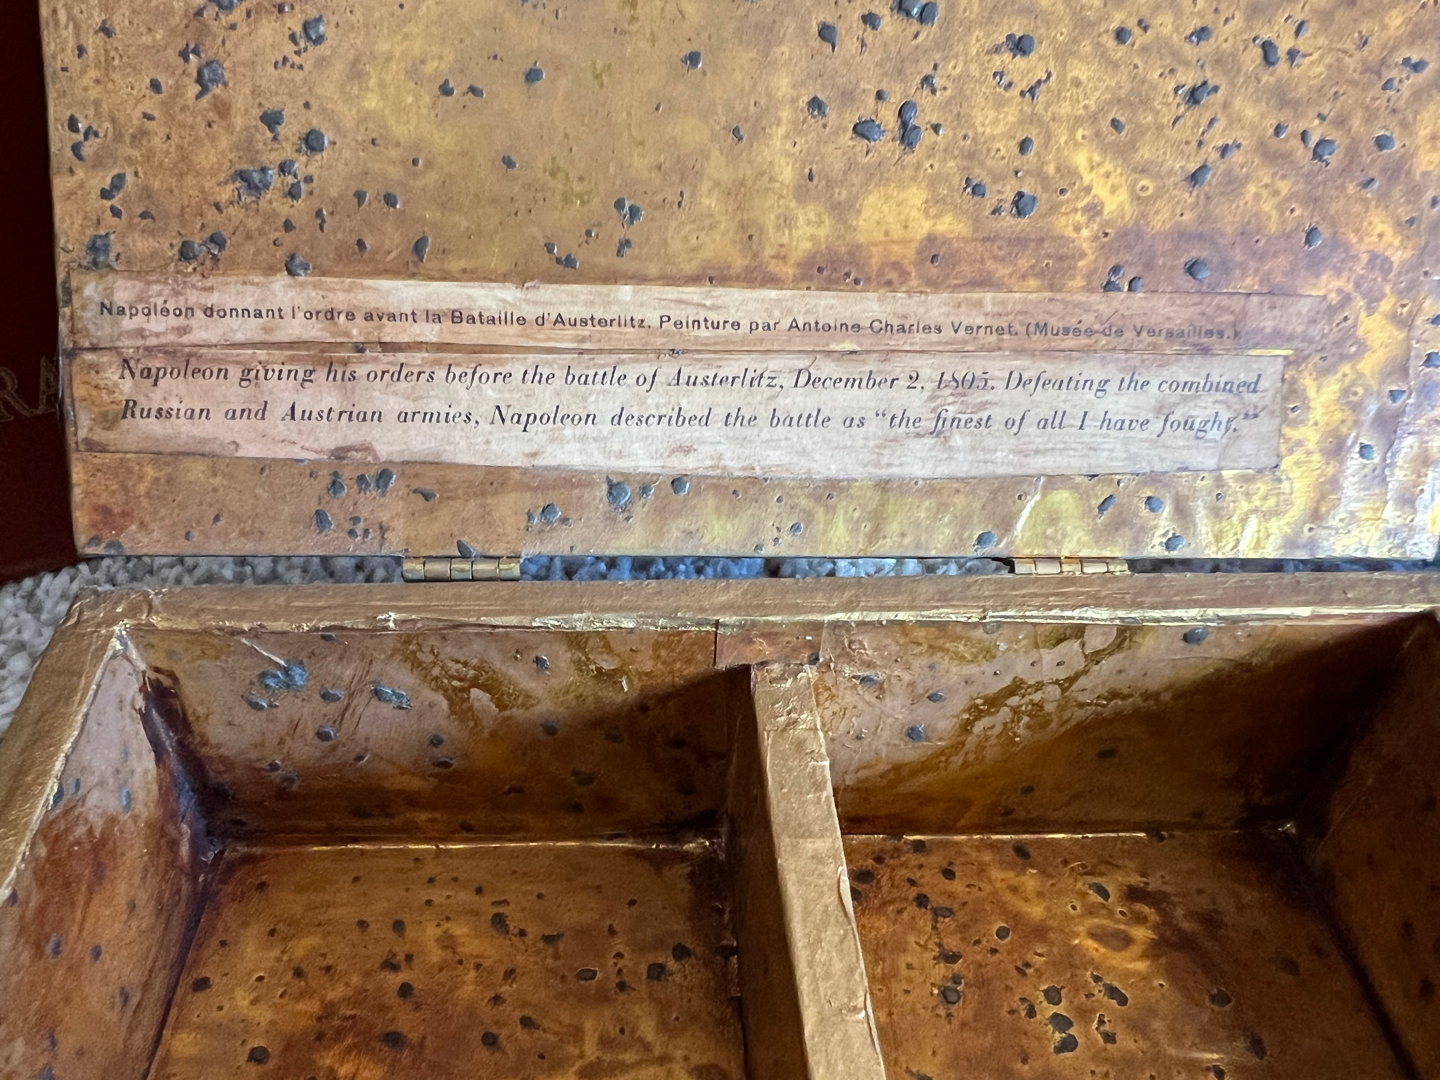 Napoléon donnant l'ordre avant la Bataille d'Austerlitz. Peinture par Antoine Charles Vernet. (Musée de Versailles.)
Napoleon giving his orders before the battle of Austerlitz, December 2, 1805. Defeating the combined
Russian and Austrian armies, Napoleon described the battle as “the finest of all I have fought.”
RA